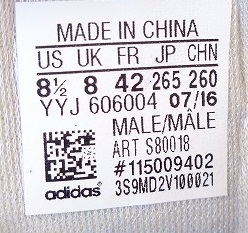 MADE IN CHINA
US UK FR JP CHN
8½ 8 42 265 260
YYJ 606004 07/16
MALE/MÂLE
ART S80018
#115009402
adidas 3S9MD2V100021